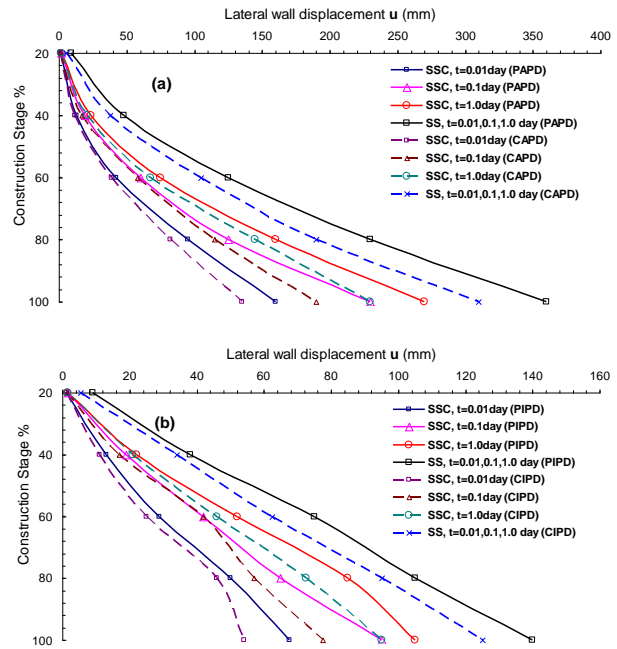 Lateral wall displacement u (mm)
0 50 100 150 200 250 300 350 400
20
40
60
80
100
Construction Stage %
(a)
SSC, t=0.01day (PAPD)
SSC, t=0.1day (PAPD)
SSC, t=1.0day (PAPD)
SS, t=0.01,0.1,1.0 day (PAPD)
SSC, t=0.01day (CAPD)
SSC, t=0.1day (CAPD)
SSC, t=1.0day (CAPD)
SS, t=0.01,0.1,1.0 day (CAPD)
Lateral wall displacement u (mm)
0 20 40 60 80 100 120 140 160
20
40
60
80
100
Construction Stage %
(b)
SSC, t=0.01day (PIPD)
SSC, t=0.1day (PIPD)
SSC, t=1.0day (PIPD)
SS, t=0.01,0.1,1.0 day (PIPD)
SSC, t=0.01day (CIPD)
SSC, t=0.1day (CIPD)
SSC, t=1.0day (CIPD)
SS, t=0.01,0.1,1.0 day (CIPD)